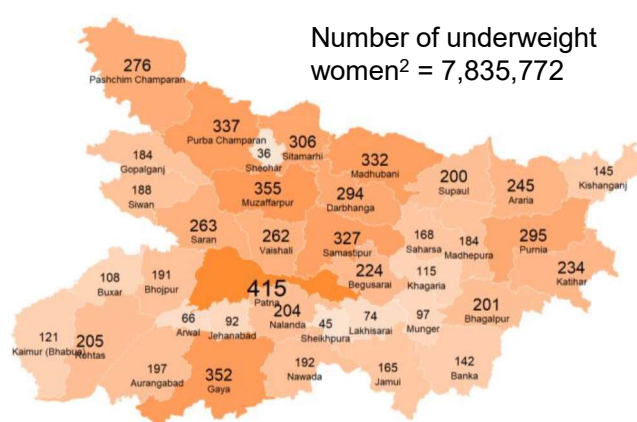 Number of underweight
women² = 7,835,772
276
Pashchim Champaran
337
Purba Champaran
306
Sitamarhi
36
Sheohar
332
Madhubani
184
Gopalganj
188
Siwan
355
Muzaffarpur
294
Darbhanga
200
Supaul
245
Araria
145
Kishanganj
263
Saran
262
Vaishali
327
Samastipur
168
Saharsa
184
Madhepura
295
Purnia
234
Katihar
108
Buxar
191
Bhojpur
415
Patna
224
Begusarai
115
Khagaria
201
Bhagalpur
121
Kaimur (Bhabua)
205
Rohtas
66
Arwal
92
Jehanabad
204
Nalanda
45
Sheikhpura
74
Lakhisarai
97
Munger
197
Aurangabad
352
Gaya
192
Nawada
165
Jamui
142
Banka